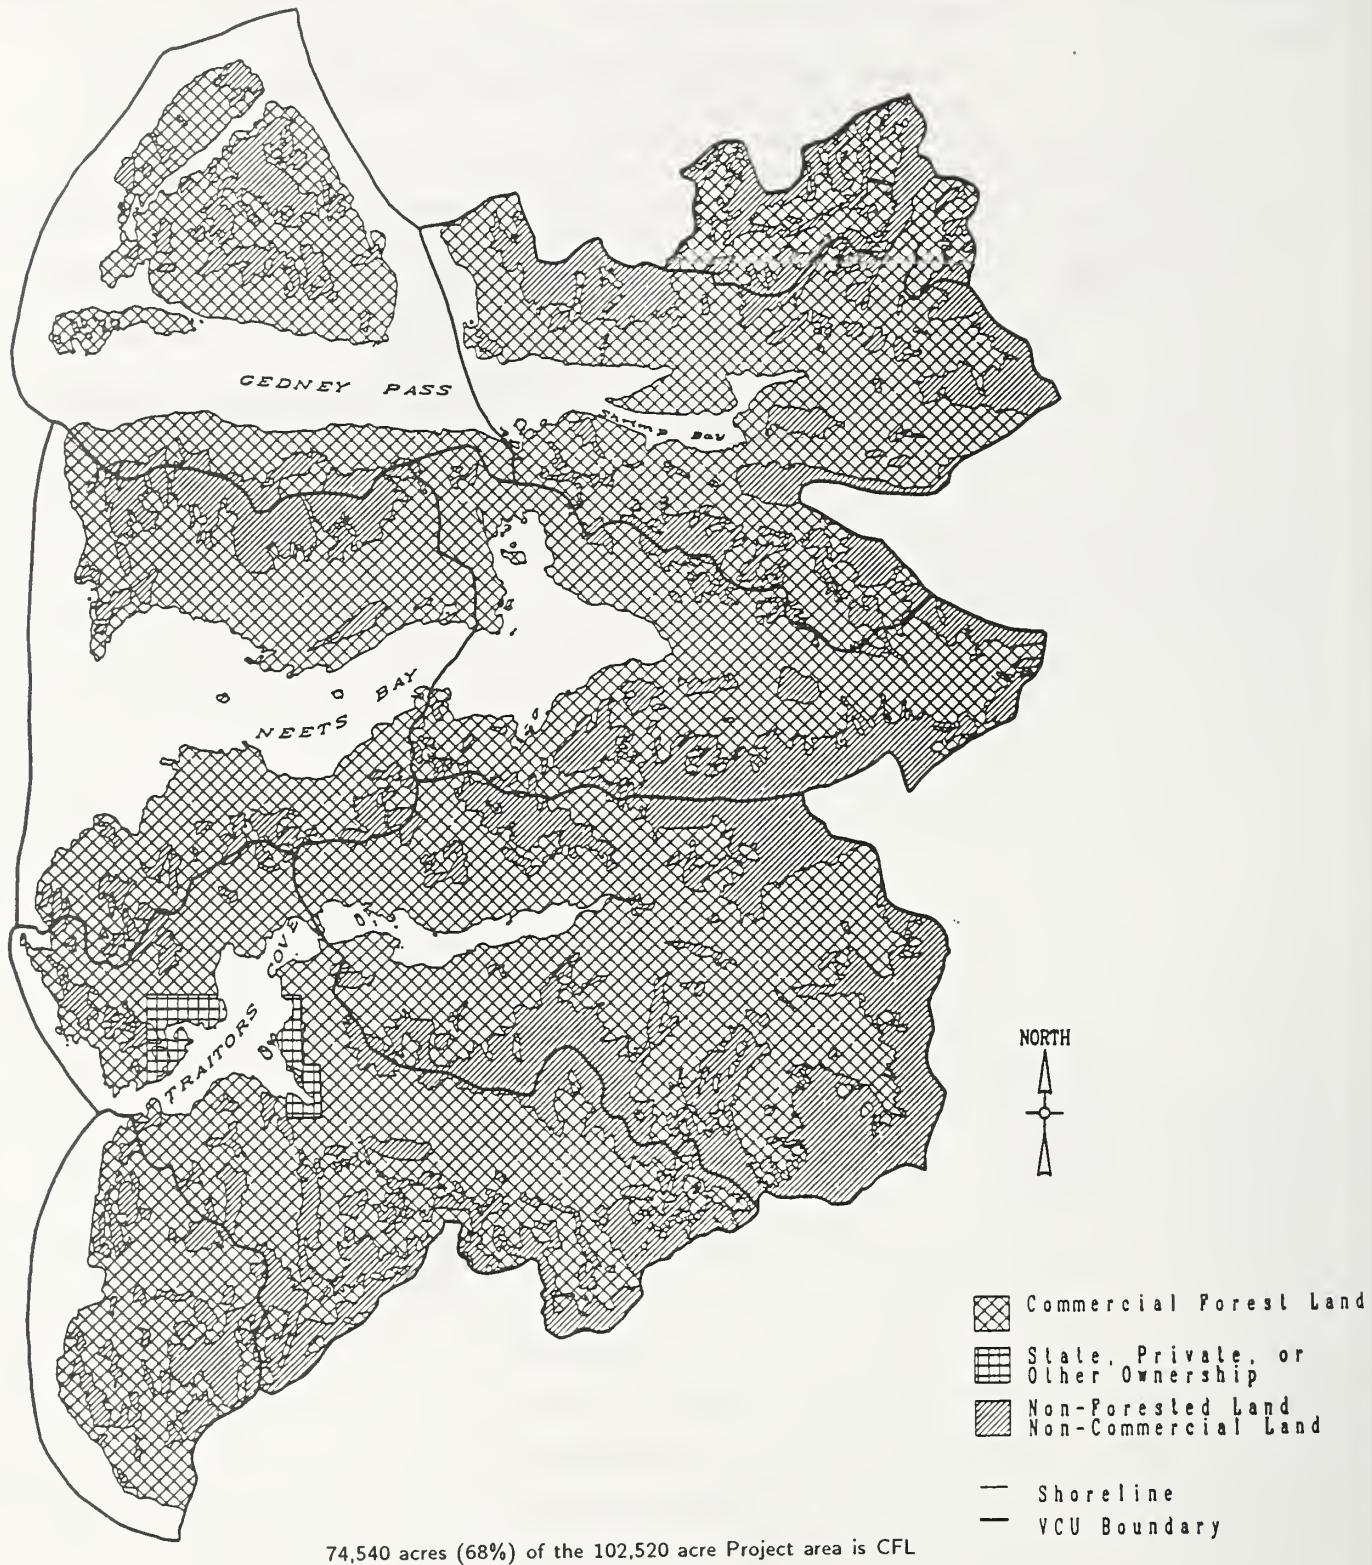 GEDNEY PASS
Shrimp Bay
NEETS BAY
TRAITORS COVE
NORTH
Commercial Forest Land
State, Private, or
Other Ownership
Non-Forested Land
Non-Commercial Land
Shoreline
VCU Boundary
74,540 acres (68%) of the 102,520 acre Project area is CFL